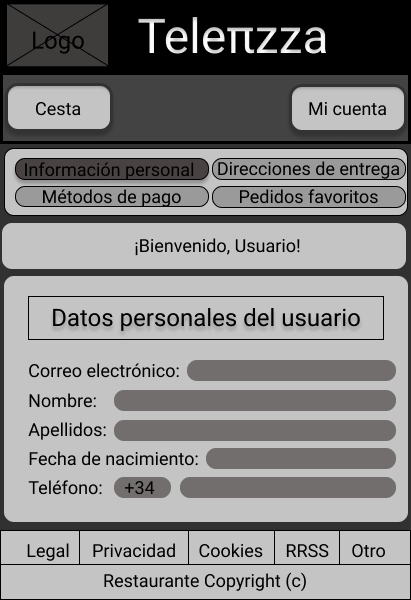 Logo
Teleπzza
Cesta
Mi cuenta
Información personal
Direcciones de entrega
Métodos de pago
Pedidos favoritos
¡Bienvenido, Usuario!
Datos personales del usuario
Correo electrónico:
Nombre:
Apellidos:
Fecha de nacimiento:
Teléfono: +34
Legal
Privacidad
Cookies
RRSS
Otro
Restaurante Copyright (c)